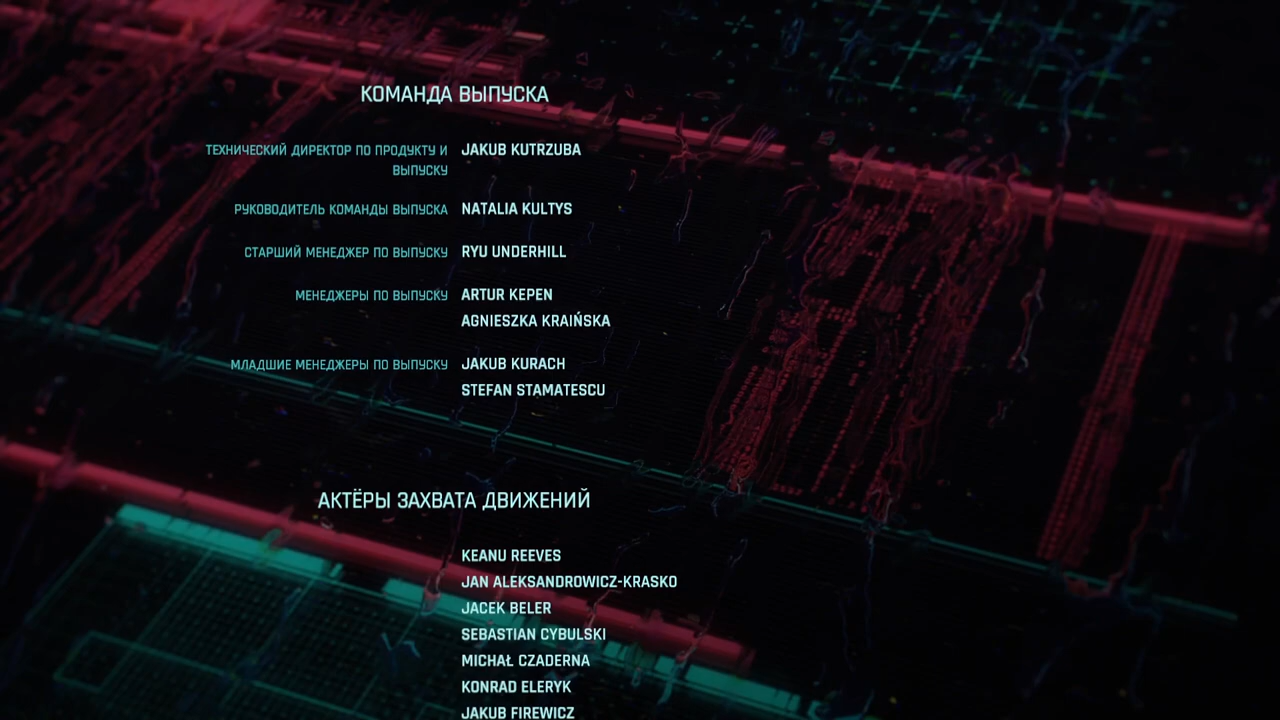 КОМАНДА ВЫПУСКА
ТЕХНИЧЕСКИЙ ДИРЕКТОР ПО ПРОДУКТУ И
ВЫПУСКУ
JAKUB KUTRZUBA
РУКОВОДИТЕЛЬ КОМАНДЫ ВЫПУСКА
NATALIA KULTYS
СТАРШИЙ МЕНЕДЖЕР ПО ВЫПУСКУ
RYU UNDERHILL
МЕНЕДЖЕРЫ ПО ВЫПУСКУ
ARTUR KEPEN
AGNIESZKA KRAIŃSKA
МЛАДШИЕ МЕНЕДЖЕРЫ ПО ВЫПУСКУ
JAKUB KURACH
STEFAN STAMATESCU
АКТЁРЫ ЗАХВАТА ДВИЖЕНИЙ
KEANU REEVES
JAN ALEKSANDROWICZ-KRASKO
JACEK BELER
SEBASTIAN CYBULSKI
MICHAŁ CZADERNA
KONRAD ELERYK
JAKUB FIREWICZ